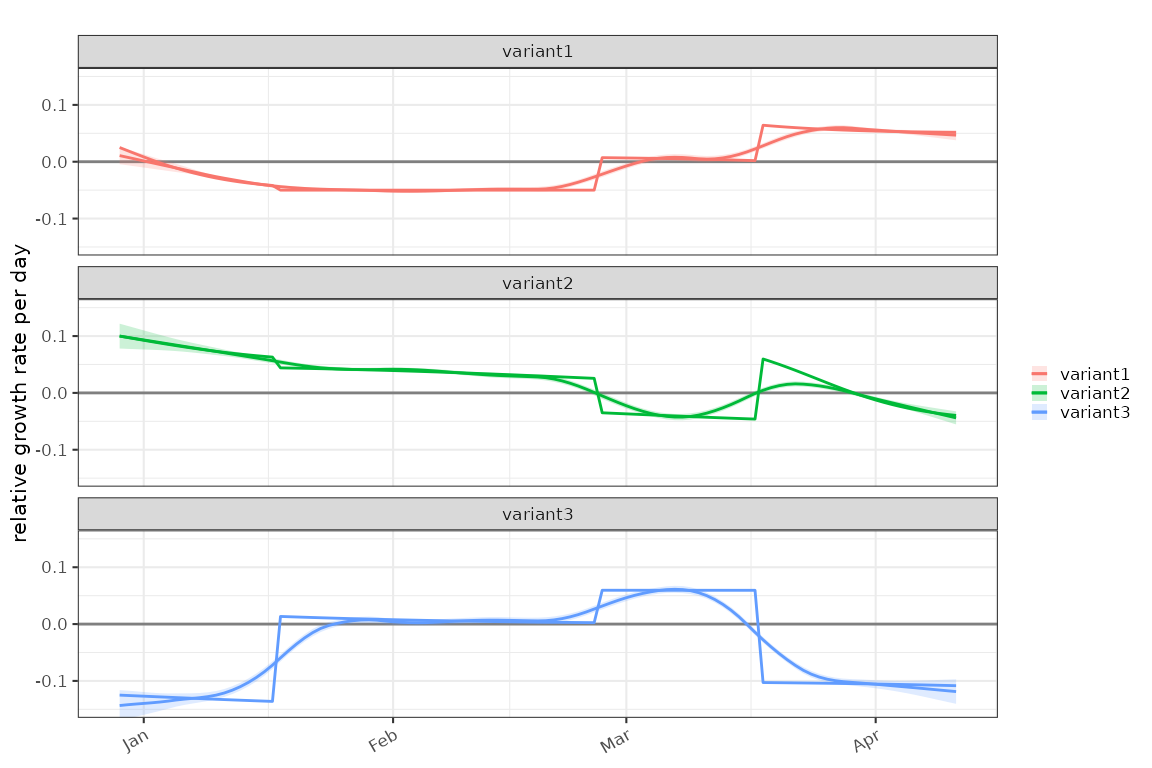 variant1
0.1
0.0
-0.1
variant2
0.1
0.0
-0.1
variant3
0.1
0.0
-0.1
Jan
Feb
Mar
Apr
relative growth rate per day
variant1
variant2
variant3